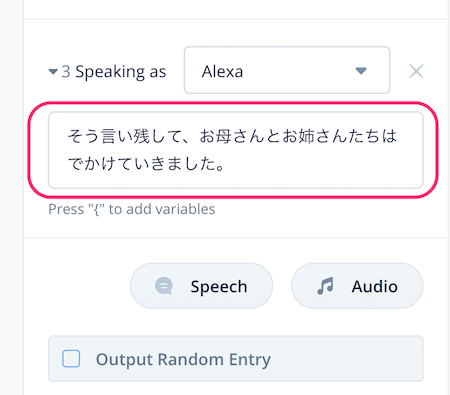 3 Speaking as Alexa
そう言い残して、お母さんとお姉さんたちは
でかけていきました。
Press "{" to add variables
Speech Audio
Output Random Entry